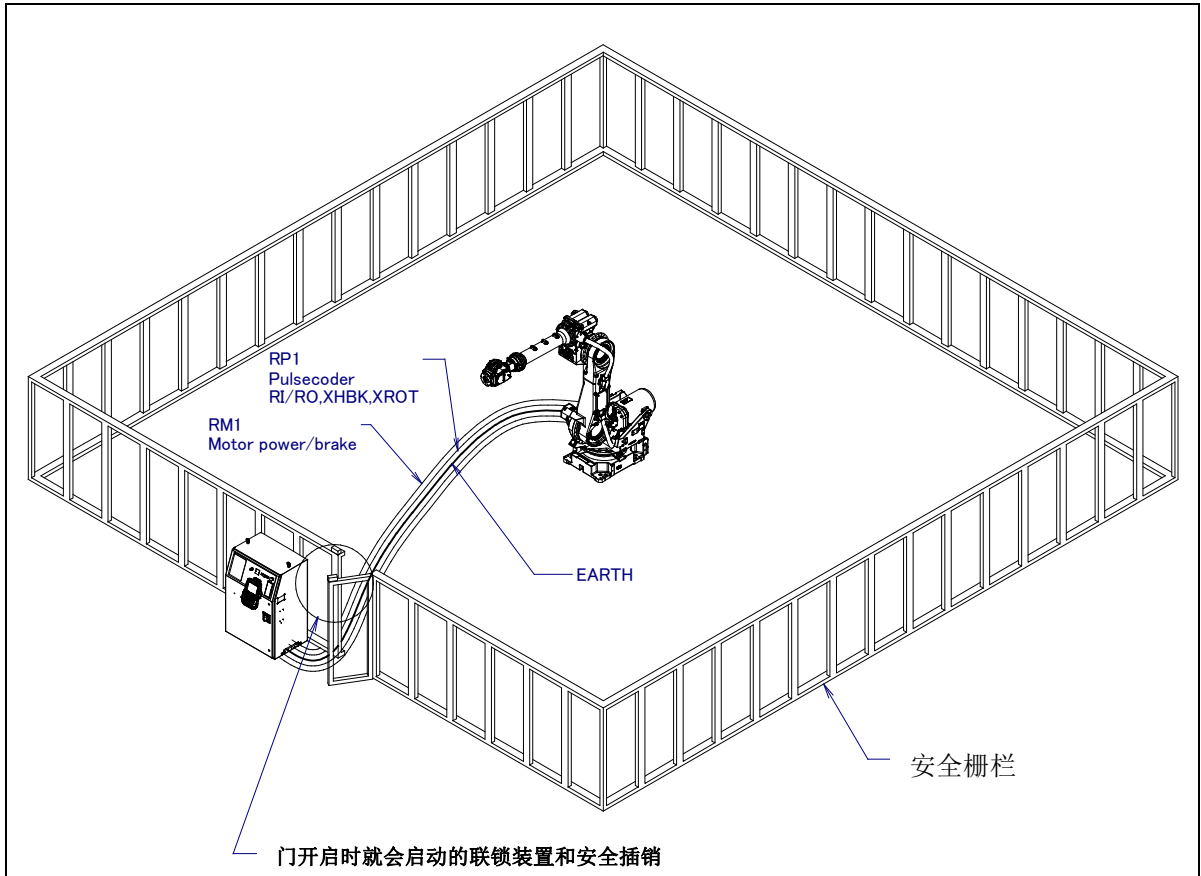 RP1
Pulsecoder
RI/RO,XHBK,XROT
RM1
Motor power/brake
EARTH
安全栅栏
门开启时就会启动的联锁装置和安全插销